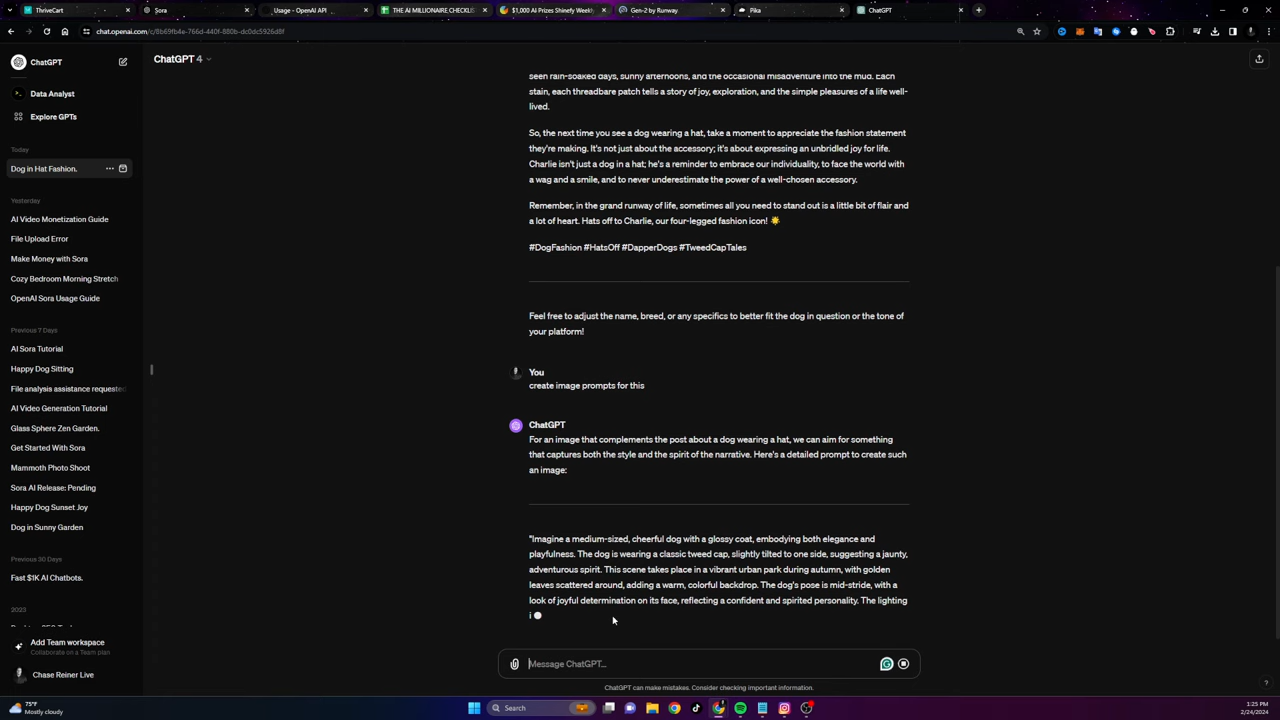 ThriveCart
Sora
Usage - OpenAI API
THE AI MILLIONAIRE CHECKLIS
$1,000 AI Prizes Shinefy Weekly
Gen-2 by Runway
Pika
ChatGPT
chat.openai.com/c/8b69fb4e-766d-440f-880b-dc0dc5926d8f
ChatGPT
ChatGPT 4
Data Analyst
Explore GPTs
Today
Dog in Hat Fashion.
Yesterday
AI Video Monetization Guide
File Upload Error
Make Money with Sora
Cozy Bedroom Morning Stretch
OpenAI Sora Usage Guide
Previous 7 Days
AI Sora Tutorial
Happy Dog Sitting
File analysis assistance requested
AI Video Generation Tutorial
Glass Sphere Zen Garden.
Get Started With Sora
Mammoth Photo Shoot
Sora AI Release: Pending
Happy Dog Sunset Joy
Dog in Sunny Garden
Previous 30 Days
Fast $1K AI Chatbots.
2023
Add Team workspace
Collaborate on a Team plan
Chase Reiner Live
seen rain-soaked days, sunny afternoons, and the occasional misadventure into the mud. Each
stain, each threadbare patch tells a story of joy, exploration, and the simple pleasures of a life well-
lived.
So, the next time you see a dog wearing a hat, take a moment to appreciate the fashion statement
they're making. It's not just about the accessory; it's about expressing an unbridled joy for life.
Charlie isn't just a dog in a hat; he's a reminder to embrace our individuality, to face the world with
a wag and a smile, and to never underestimate the power of a well-chosen accessory.
Remember, in the grand runway of life, sometimes all you need to stand out is a little bit of flair and
a lot of heart. Hats off to Charlie, our four-legged fashion icon! 🌟
#DogFashion #HatsOff #DapperDogs #TweedCapTales
Feel free to adjust the name, breed, or any specifics to better fit the dog in question or the tone of
your platform!
You
create image prompts for this
ChatGPT
For an image that complements the post about a dog wearing a hat, we can aim for something
that captures both the style and the spirit of the narrative. Here's a detailed prompt to create such
an image:
"Imagine a medium-sized, cheerful dog with a glossy coat, embodying both elegance and
playfulness. The dog is wearing a classic tweed cap, slightly tilted to one side, suggesting a jaunty,
adventurous spirit. This scene takes place in a vibrant urban park during autumn, with golden
leaves scattered around, adding a warm, colorful backdrop. The dog's pose is mid-stride, with a
look of joyful determination on its face, reflecting a confident and spirited personality. The lighting
i
Message ChatGPT...
ChatGPT can make mistakes. Consider checking important information.
?
75°F
Mostly cloudy
Search
1:25 PM
2/24/2024